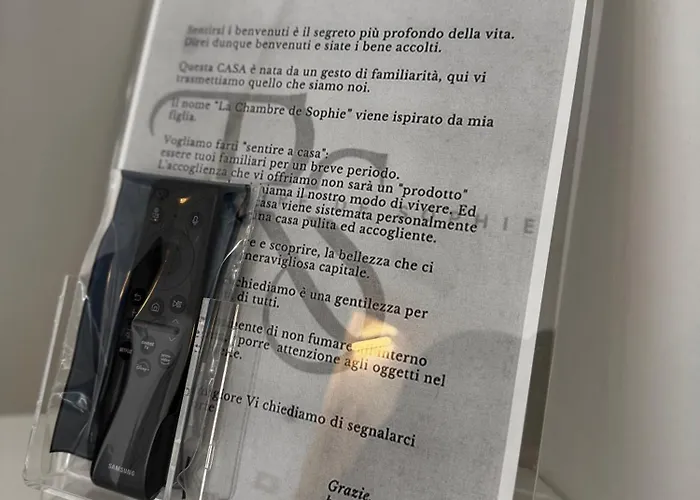 Sentirsi i benvenuti è il segreto più profondo della vita.
Direi dunque benvenuti e siate i bene accolti.
Questa CASA è nata da un gesto di familiarità, qui vi
trasmettiamo quello che siamo noi.
Il nome "La Chambre de Sophie" viene ispirato da mia
figlia.
Vogliamo farti "sentire a casa":
essere tuoi familiari per un breve periodo.
L'accoglienza che vi offriamo non sarà un "prodotto"
il nostro modo di vivere. Ed
casa viene sistemata personalmente
una casa pulita ed accogliente.
e e scoprire, la bellezza che ci
meravigliosa capitale.
chiediamo è una gentilezza per
di tutti.
gente di non fumare interno
porre attenzione agli oggetti nel
Vi chiediamo di segnalarci
Grazie
SOPHIE
SAMSUNG